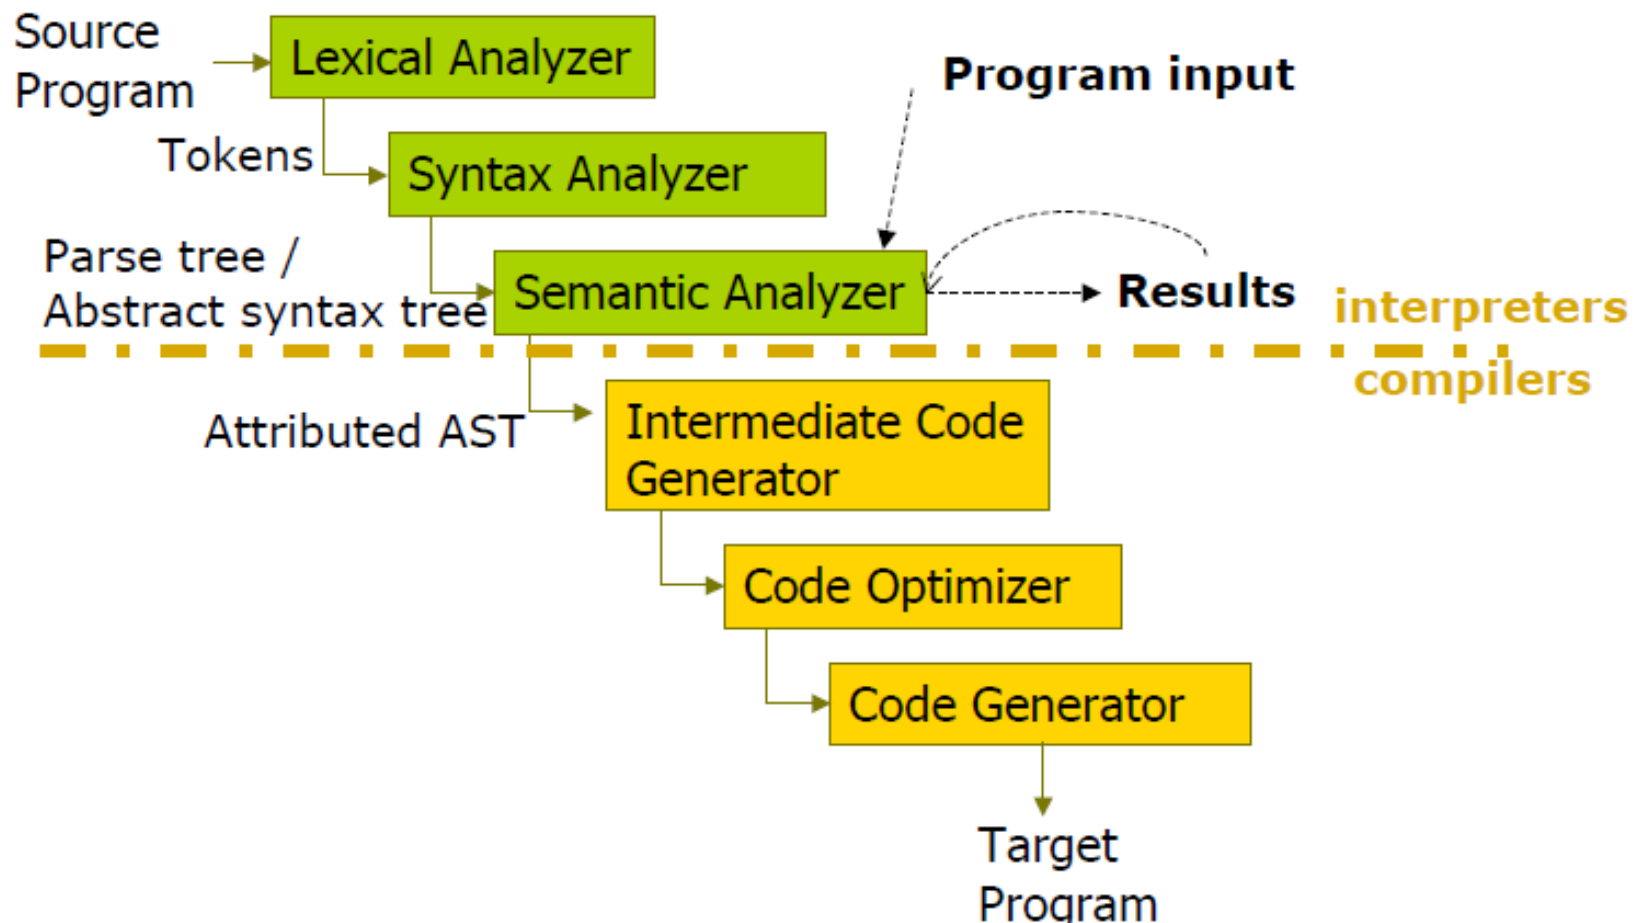 Source
Program
Lexical Analyzer
Program input
Tokens
Syntax Analyzer
Parse tree /
Abstract syntax tree
Semantic Analyzer
Results
interpreters
compilers
Attributed AST
Intermediate Code
Generator
Code Optimizer
Code Generator
Target
Program